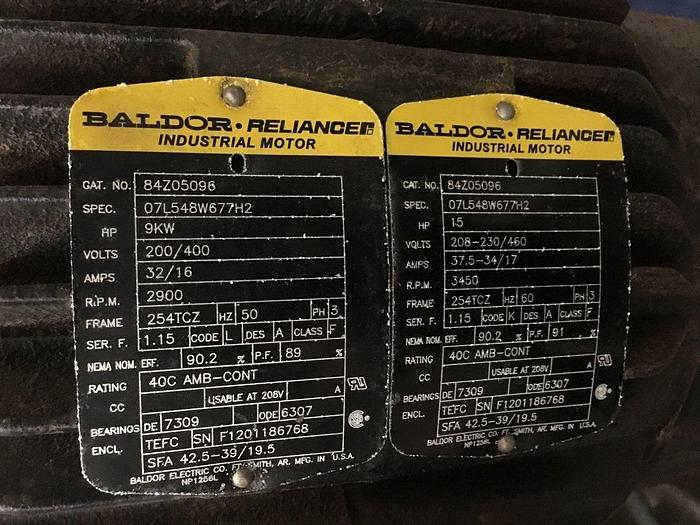 BALDOR • RELIANCE
INDUSTRIAL MOTOR
CAT. NO. 84Z05096
SPEC. 07L548W677H2
HP 9KW
VOLTS 200/400
AMPS 32/16
R.P.M. 2900
FRAME 254TCZ HZ 50 PH 3
SER. F. 1.15 CODE L DES A CLASS F
NEMA NOM. EFF. 90.2 % P.F. 89 %
RATING 40C AMB-CONT
CC USABLE AT 208V A
BEARINGS DE 7309 ODE 6307
ENCL. TEFC SN F1201186768
SFA 42.5-39/19.5
BALDOR ELECTRIC CO. FT. SMITH, AR. MFG. IN U.S.A.
NP1256L
BALDOR • RELIANCE
INDUSTRIAL MOTOR
CAT. NO. 84Z05096
SPEC. 07L548W677H2
HP 15
VOLTS 208-230/460
AMPS 37.5-34/17
R.P.M. 3450
FRAME 254TCZ HZ 60 PH 3
SER. F. 1.15 CODE K DES A CLASS F
NEMA NOM. EFF. 90.2 % P.F. 91 %
RATING 40C AMB-CONT
CC USABLE AT 208V A
BEARINGS DE 7309 ODE 6307
ENCL. TEFC SN F1201186768
SFA 42.5-39/19.5
BALDOR ELECTRIC CO. FT. SMITH, AR. MFG. IN U.S.A.
NP1256L